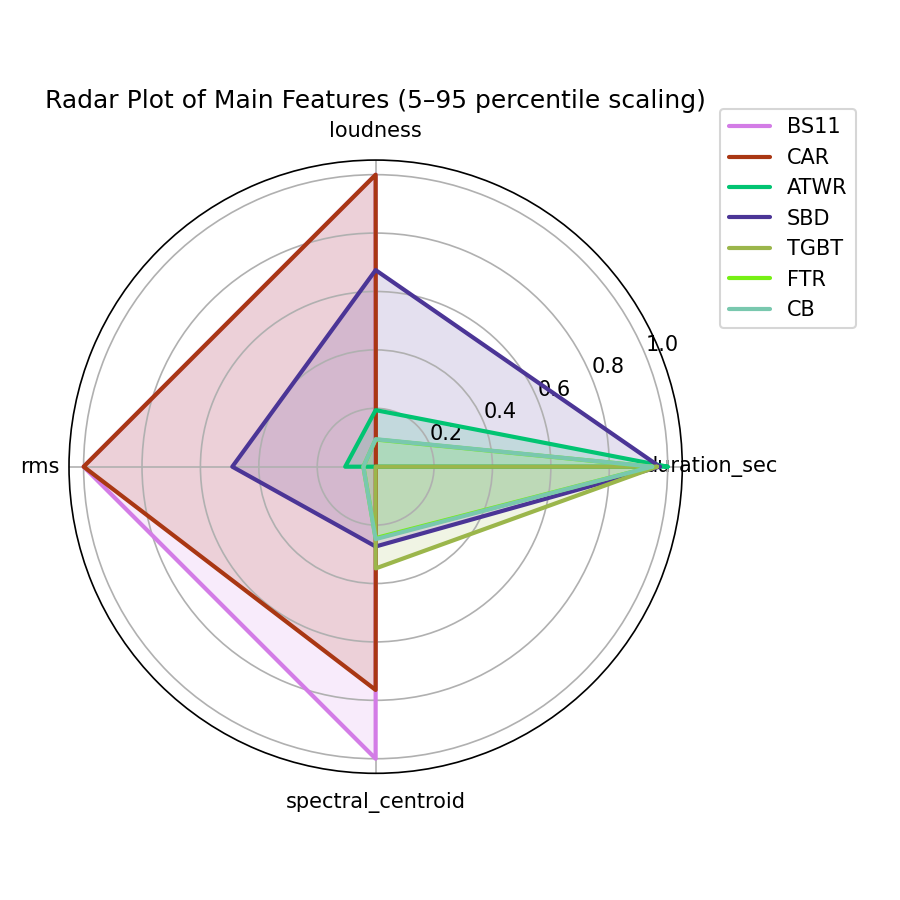 Radar Plot of Main Features (5–95 percentile scaling)
loudness
BS11
CAR
ATWR
SBD
TGBT
FTR
CB
1.0
0.8
0.6
0.4
0.2
rms
duration_sec
spectral_centroid